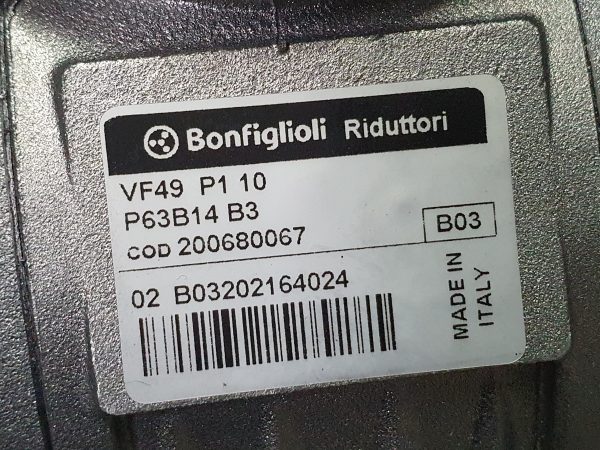 Bonfiglioli Riduttori
VF49 P1 10
P63B14 B3
COD 200680067
B03
02 B03202164024
MADE IN
ITALY